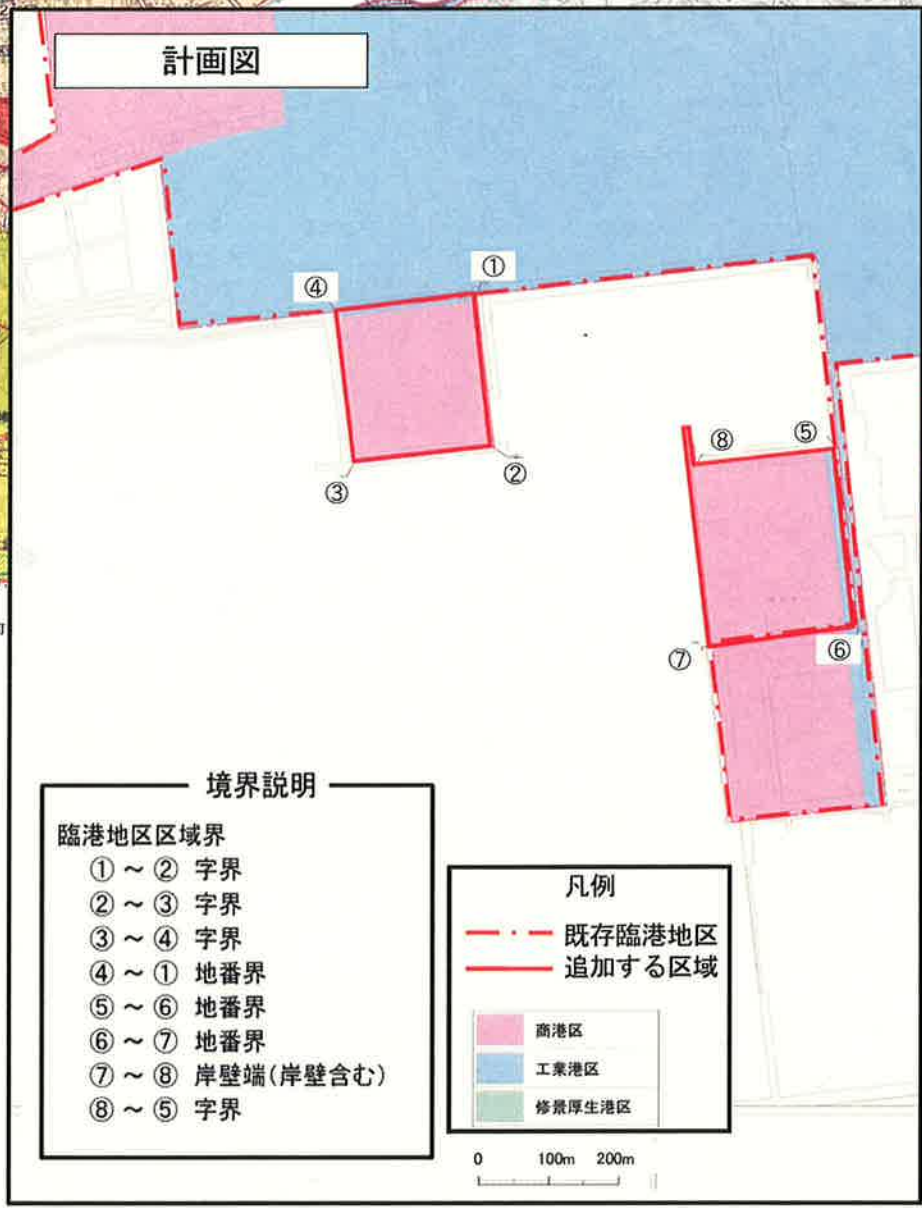 計画図
①
④
②
③
⑧
⑤
⑦
⑥
境界説明
臨港地区区域界
①～② 字界
②～③ 字界
③～④ 字界
④～① 地番界
⑤～⑥ 地番界
⑥～⑦ 地番界
⑦～⑧ 岸壁端(岸壁含む)
⑧～⑤ 字界
凡例
既存臨港地区
追加する区域
商港区
工業港区
修景厚生港区
0 100m 200m